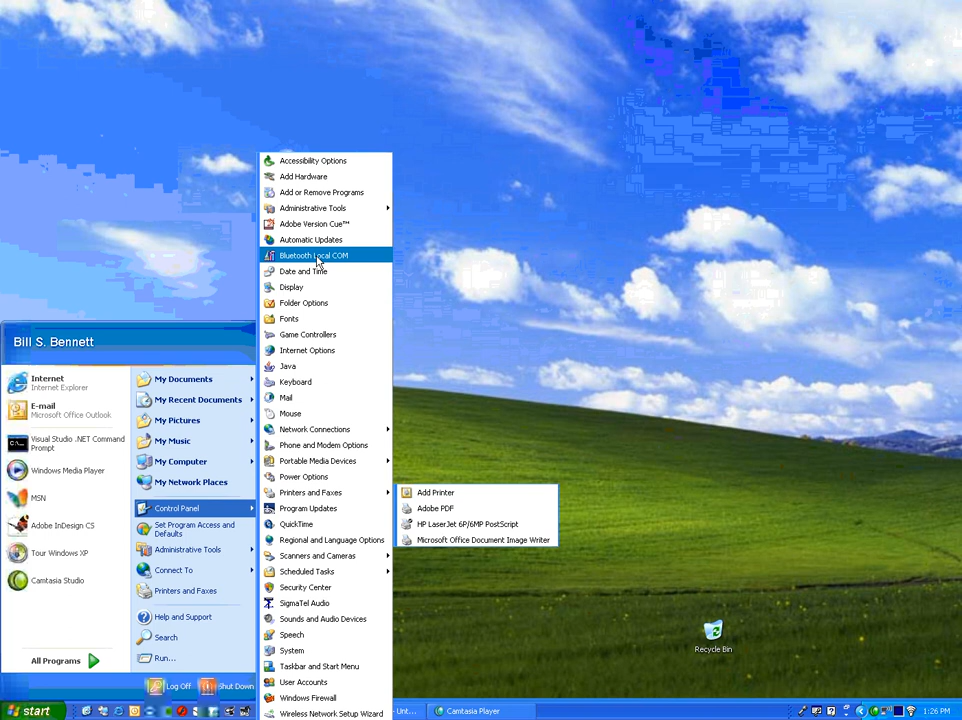 Accessibility Options
Add Hardware
Add or Remove Programs
Administrative Tools
Adobe Version Cue™
Automatic Updates
Bluetooth Local COM
Date and Time
Display
Folder Options
Fonts
Game Controllers
Internet Options
Java
Keyboard
Mail
Mouse
Network Connections
Phone and Modem Options
Portable Media Devices
Power Options
Printers and Faxes
Program Updates
QuickTime
Regional and Language Options
Scanners and Cameras
Scheduled Tasks
Security Center
SigmaTel Audio
Sounds and Audio Devices
Speech
System
Taskbar and Start Menu
User Accounts
Windows Firewall
Wireless Network Setup Wizard
Add Printer
Adobe PDF
HP LaserJet 6P/6MP PostScript
Microsoft Office Document Image Writer
Bill S. Bennett
Internet
Internet Explorer
E-mail
Microsoft Office Outlook
Visual Studio .NET Command
Prompt
Windows Media Player
MSN
Adobe InDesign CS
Tour Windows XP
Camtasia Studio
All Programs
My Documents
My Recent Documents
My Pictures
My Music
My Computer
My Network Places
Control Panel
Set Program Access and
Defaults
Administrative Tools
Connect To
Printers and Faxes
Help and Support
Search
Run...
Log Off
Shut Down
Recycle Bin
start
- Unt...
Camtasia Player
1:26 PM